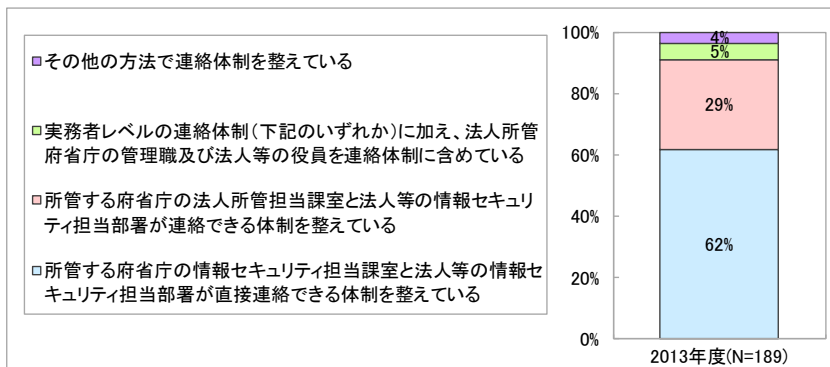 その他の方法で連絡体制を整えている
実務者レベルの連絡体制(下記のいずれか)に加え、法人所管
府省庁の管理職及び法人等の役員を連絡体制に含めている
所管する府省庁の法人所管担当課室と法人等の情報セキュリ
ティ担当部署が連絡できる体制を整えている
所管する府省庁の情報セキュリティ担当課室と法人等の情報セ
キュリティ担当部署が直接連絡できる体制を整えている
100%
80%
60%
40%
20%
0%
4%
5%
29%
62%
2013年度(N=189)